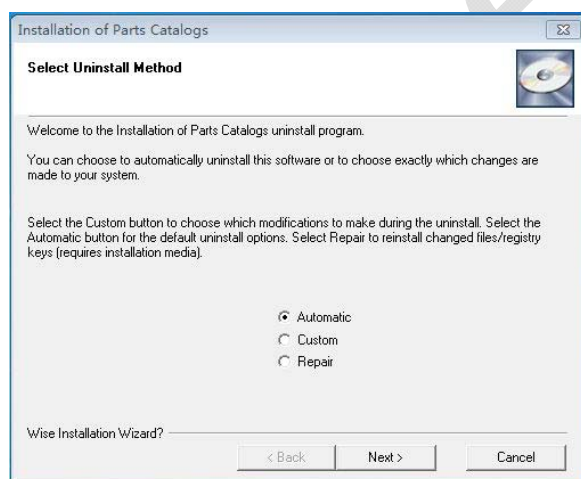 Installation of Parts Catalogs
Select Uninstall Method
Welcome to the Installation of Parts Catalogs uninstall program.
You can choose to automatically uninstall this software or to choose exactly which changes are
made to your system.
Select the Custom button to choose which modifications to make during the uninstall. Select the
Automatic button for the default uninstall options. Select Repair to reinstall changed files/registry
keys (requires installation media).
Automatic
Custom
Repair
Wise Installation Wizard?
< Back
Next >
Cancel